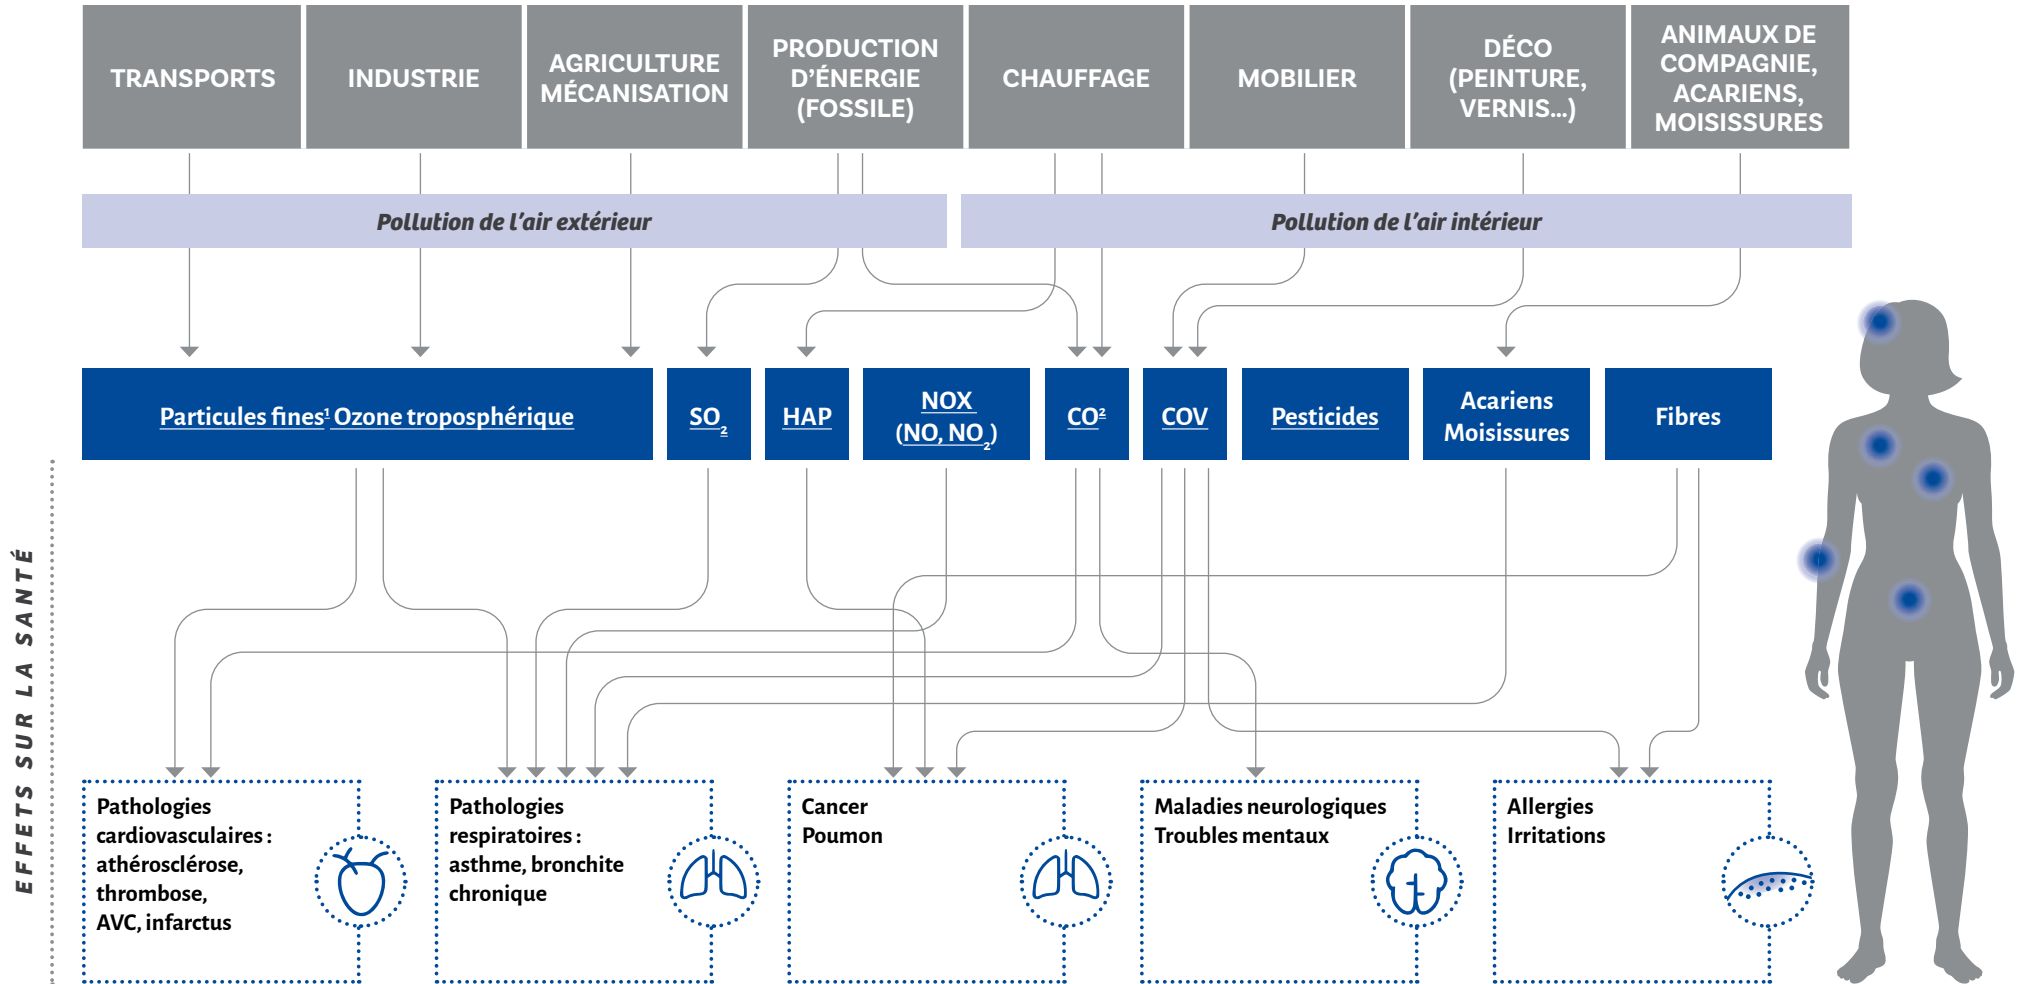 TRANSPORTS
INDUSTRIE
AGRICULTURE
MÉCANISATION
PRODUCTION
D’ÉNERGIE
(FOSSILE)
CHAUFFAGE
MOBILIER
DÉCO
(PEINTURE,
VERNIS...)
ANIMAUX DE
COMPAGNIE,
ACARIENS,
MOISISSURES
Pollution de l’air extérieur
Pollution de l’air intérieur
Particules fines¹ Ozone troposphérique
SO₂
HAP
NOX
(NO, NO₂)
CO²
COV
Pesticides
Acariens
Moisissures
Fibres
EFFETS SUR LA SANTÉ
Pathologies
cardiovasculaires :
athérosclérose,
thrombose,
AVC, infarctus
Pathologies
respiratoires :
asthme, bronchite
chronique
Cancer
Poumon
Maladies neurologiques
Troubles mentaux
Allergies
Irritations